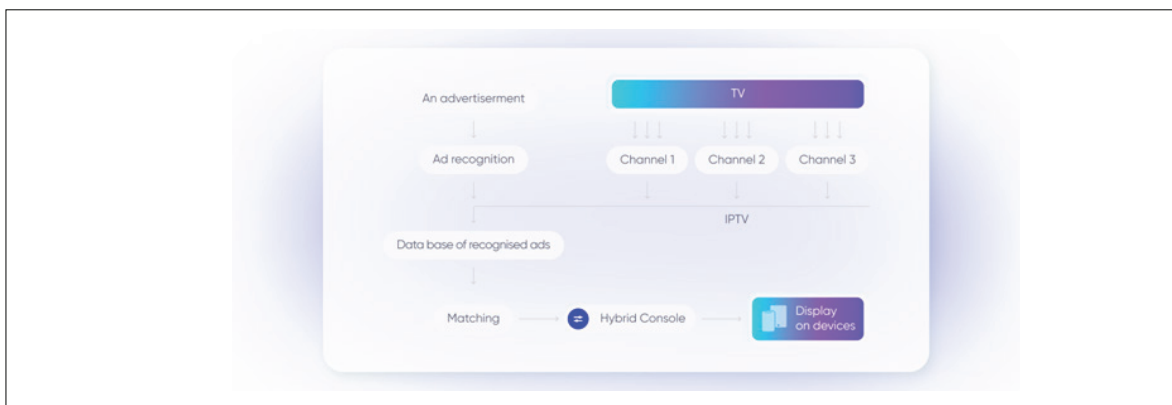 An advertiserment
TV
Ad recognition
Channel 1
Channel 2
Channel 3
IPTV
Data base of recognised ads
Matching
Hybrid Console
Display
on devices